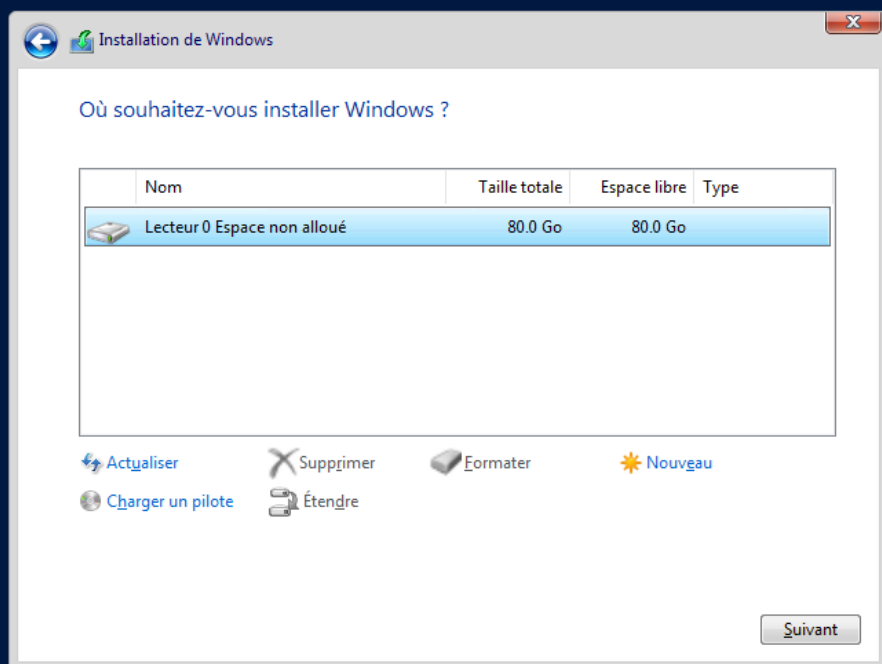 Installation de Windows
Où souhaitez-vous installer Windows ?
Nom Taille totale Espace libre Type
Lecteur 0 Espace non alloué 80.0 Go 80.0 Go
Actualiser Supprimer Formater Nouveau
Charger un pilote Étendre
Suivant